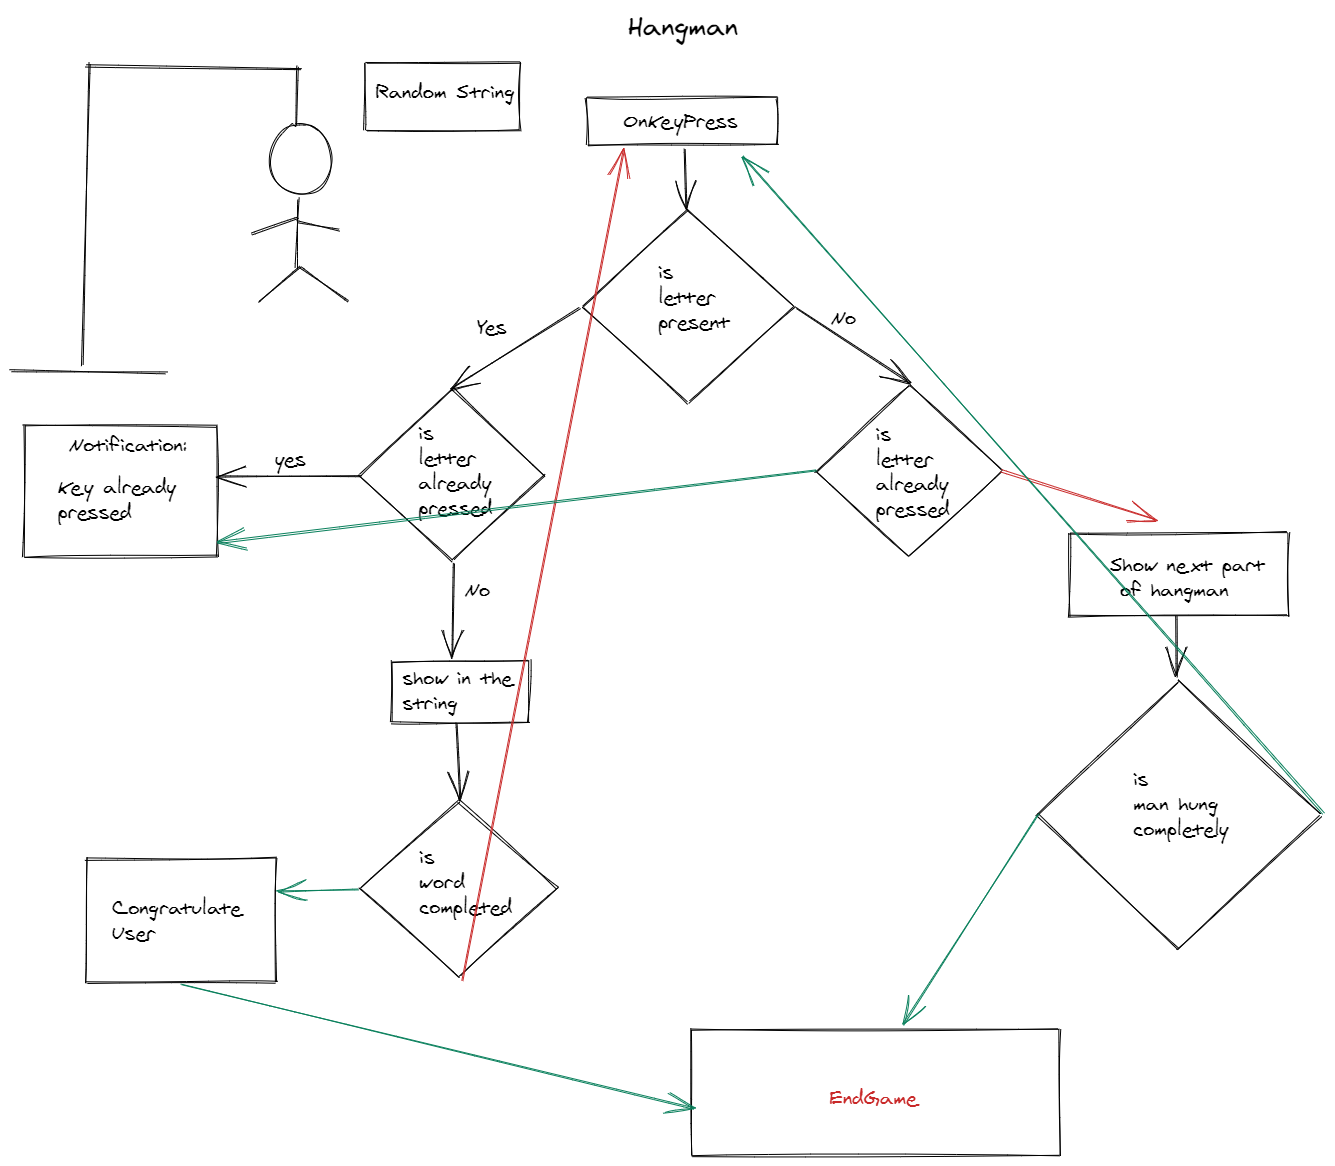 Hangman
Random String
OnKeyPress
is
letter
present
Yes
No
is
letter
already
pressed
is
letter
already
pressed
Notification:
Key already
pressed
yes
No
Show next part
of hangman
show in the
string
is
man hung
completely
is
word
completed
Congratulate
User
EndGame